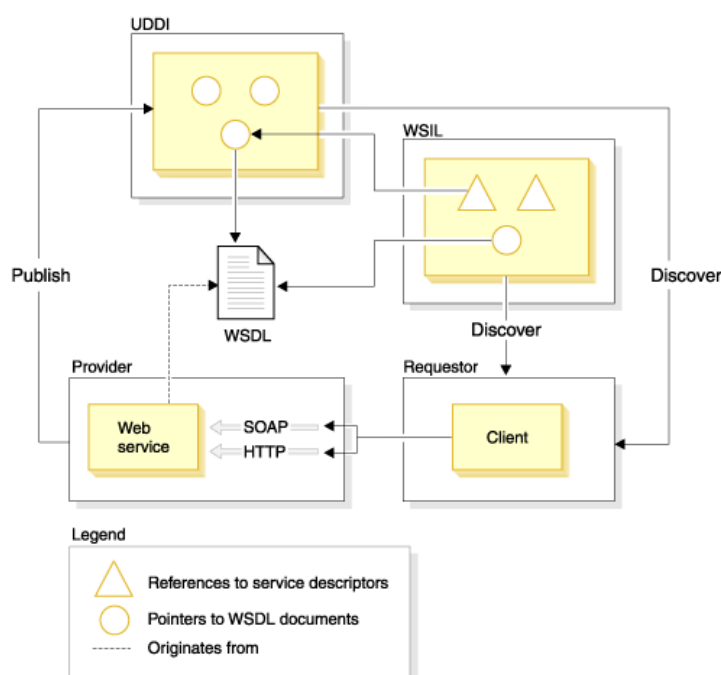 UDDI
WSIL
Publish
Discover
WSDL
Discover
Provider
Requestor
Web
service
SOAP
HTTP
Client
Legend
References to service descriptors
Pointers to WSDL documents
Originates from